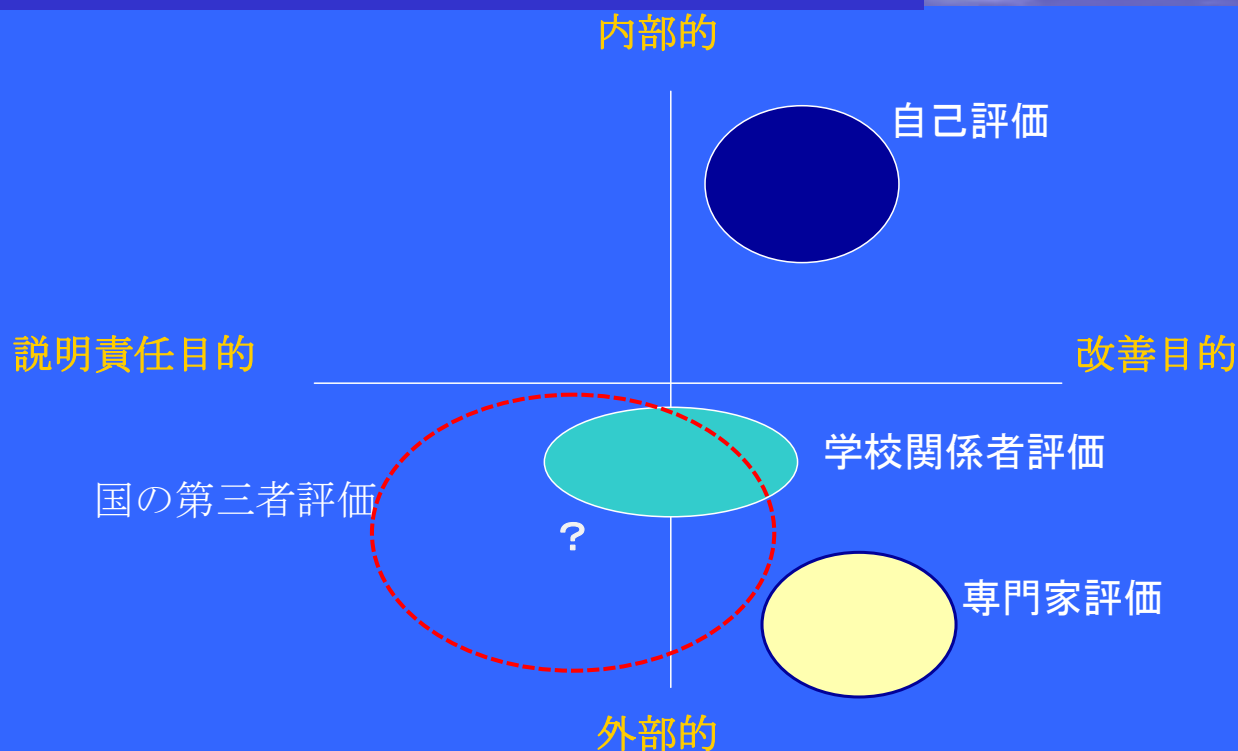 内部的
自己評価
説明責任目的
改善目的
学校関係者評価
国の第三者評価
?
専門家評価
外部的